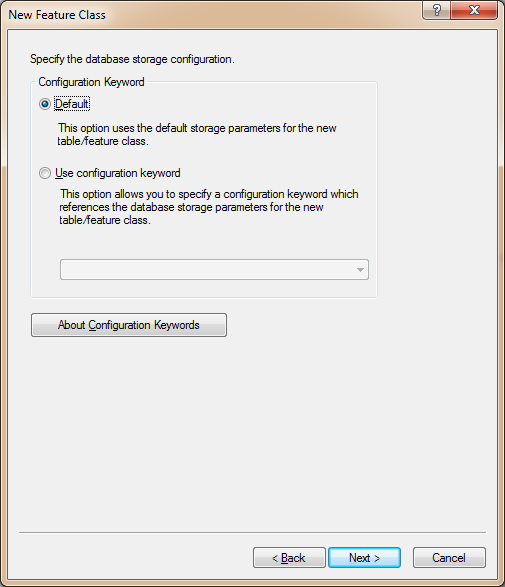 New Feature Class
?
Specify the database storage configuration.
Configuration Keyword
Default
This option uses the default storage parameters for the new
table/feature class.
Use configuration keyword
This option allows you to specify a configuration keyword which
references the database storage parameters for the new
table/feature class.
About Configuration Keywords
< Back
Next >
Cancel